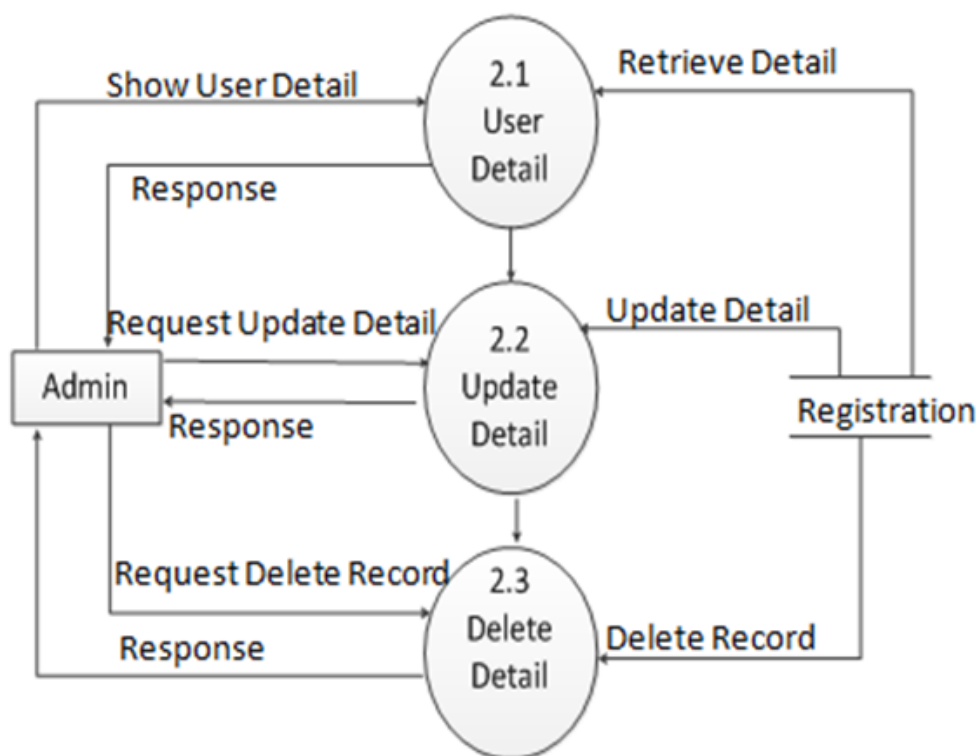 Show User Detail
2.1
User
Detail
Retrieve Detail
Response
Request Update Detail
2.2
Update
Detail
Update Detail
Admin
Response
Registration
Request Delete Record
2.3
Delete
Detail
Delete Record
Response